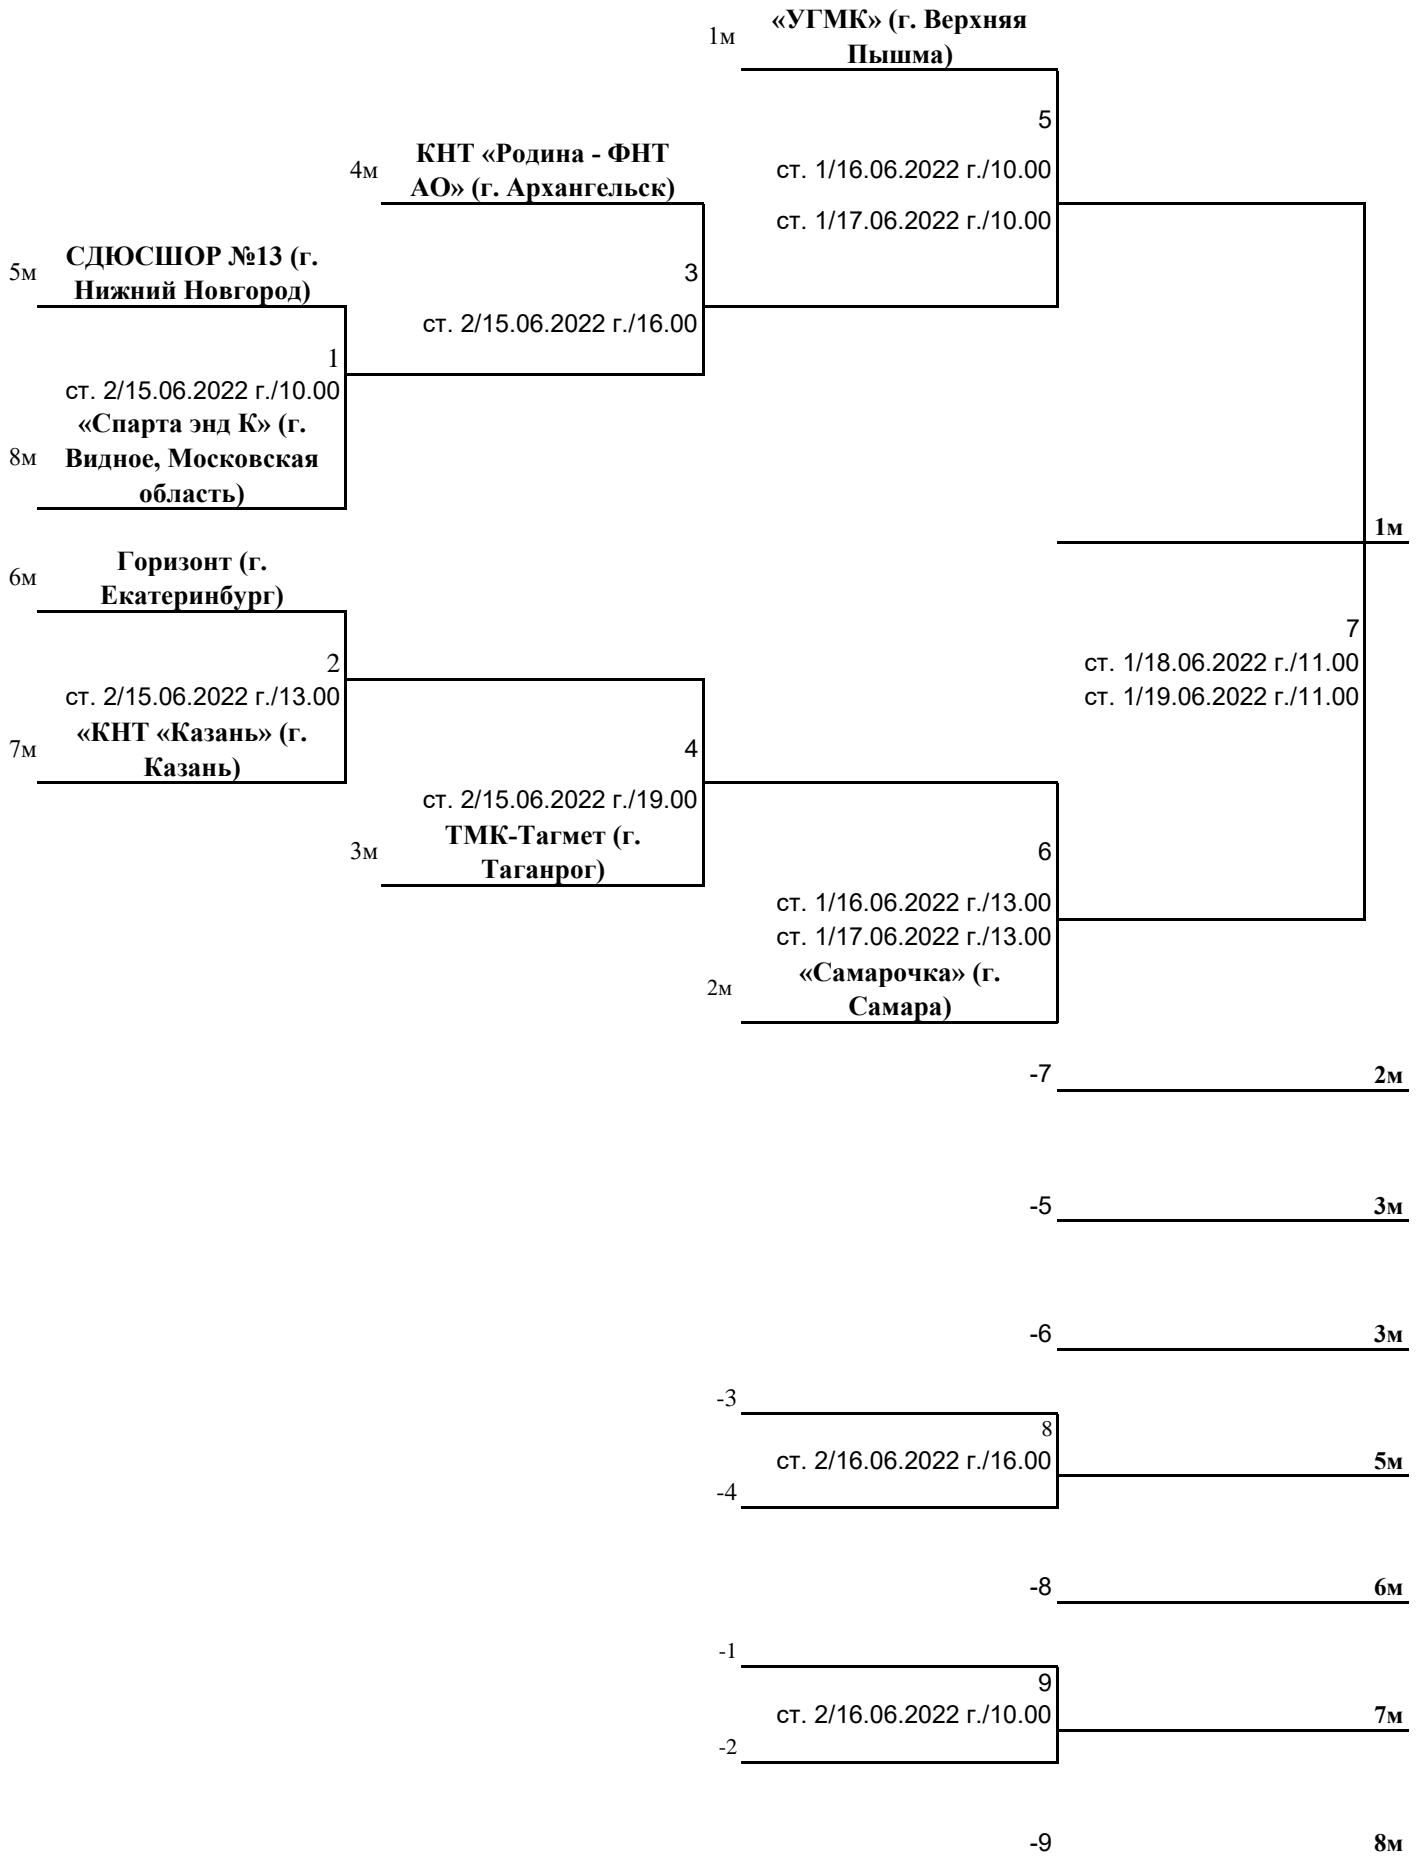 1м
«УГМК» (г. Верхняя
Пышма)
5
ст. 1/16.06.2022 г./10.00
ст. 1/17.06.2022 г./10.00
4м
КНТ «Родина - ФНТ
АО» (г. Архангельск)
3
ст. 2/15.06.2022 г./16.00
5м
СДЮСШОР №13 (г.
Нижний Новгород)
1
ст. 2/15.06.2022 г./10.00
8м
«Спарта энд К» (г.
Видное, Московская
область)
1м
6м
Горизонт (г.
Екатеринбург)
2
ст. 2/15.06.2022 г./13.00
7м
«КНТ «Казань» (г.
Казань)
7
ст. 1/18.06.2022 г./11.00
ст. 1/19.06.2022 г./11.00
4
ст. 2/15.06.2022 г./19.00
3м
ТМК-Тагмет (г.
Таганрог)
6
ст. 1/16.06.2022 г./13.00
ст. 1/17.06.2022 г./13.00
2м
«Самарочка» (г.
Самара)
-7
2м
-5
3м
-6
3м
-3
8
ст. 2/16.06.2022 г./16.00
5м
-4
-8
6м
-1
9
ст. 2/16.06.2022 г./10.00
7м
-2
-9
8м